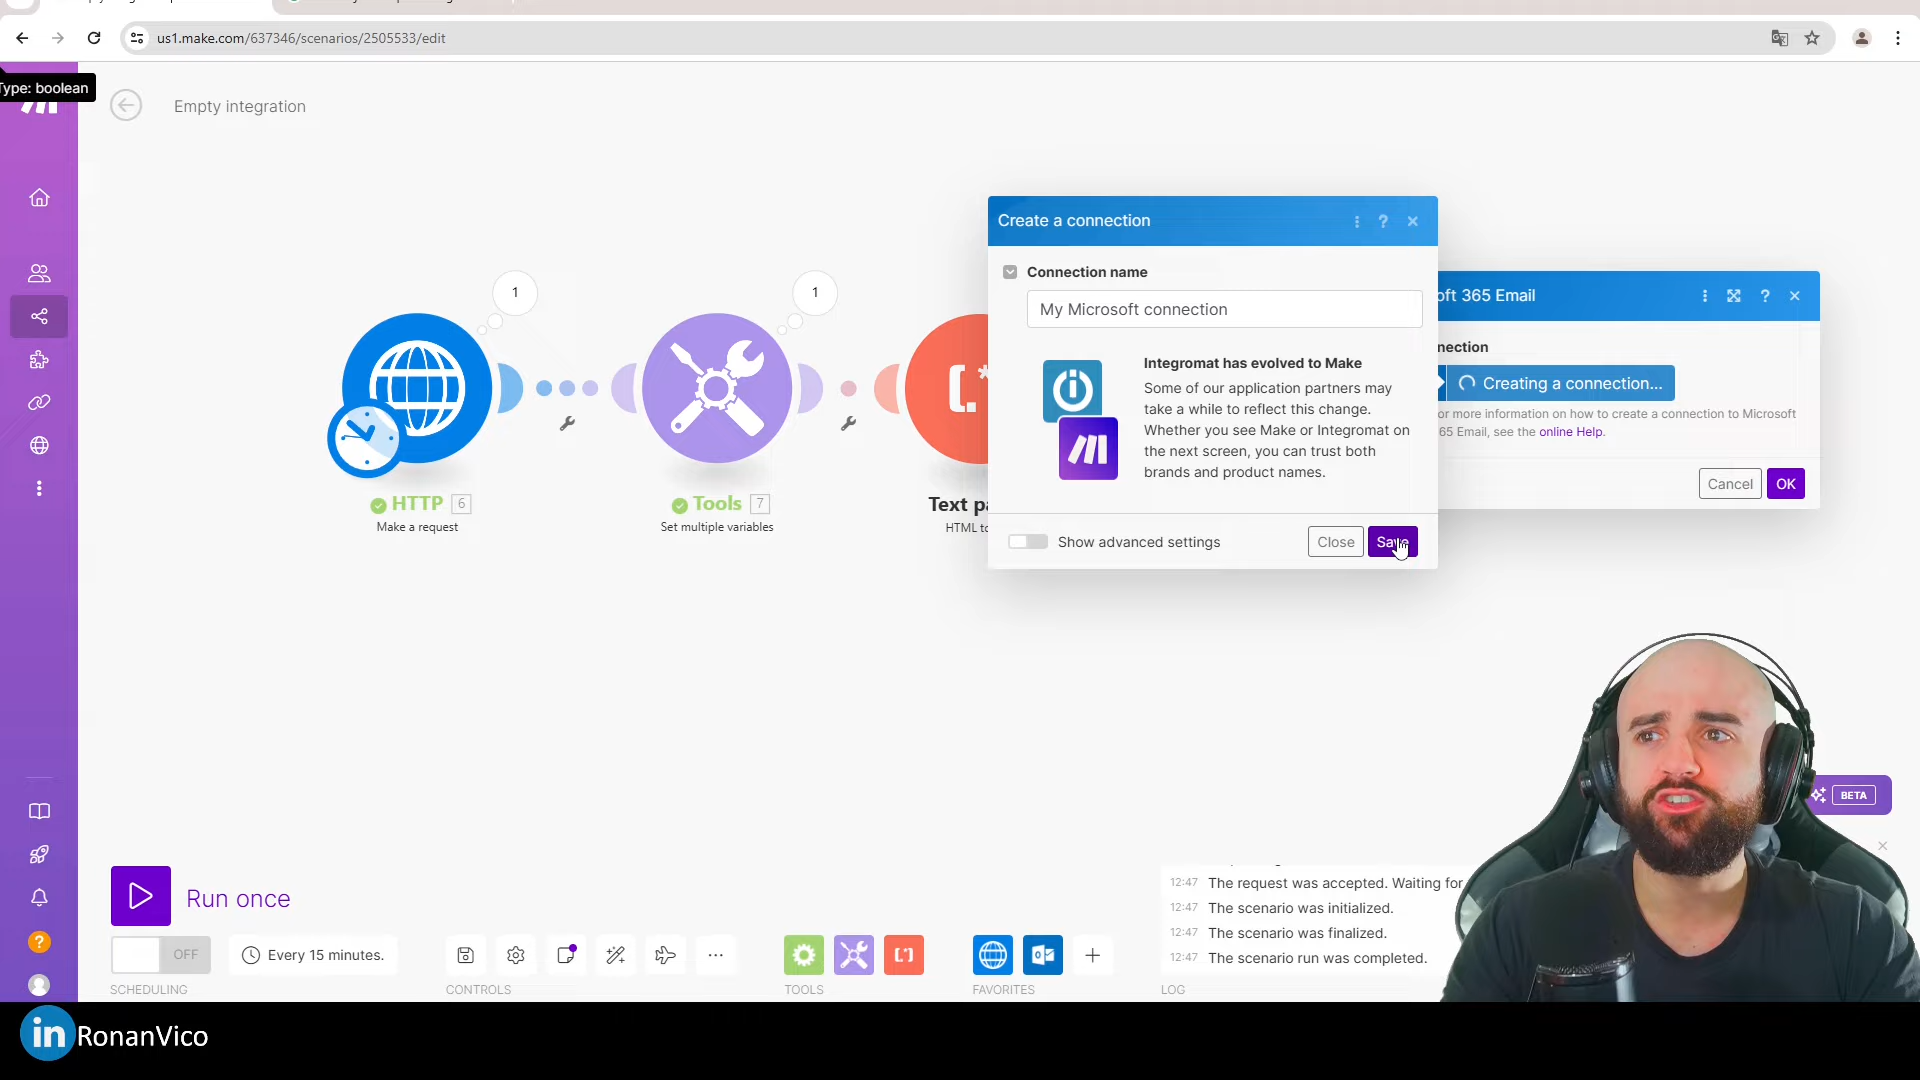 us1.make.com/637346/scenarios/2505533/edit
Type: boolean
Empty integration
Create a connection
Connection name
My Microsoft connection
Integromat has evolved to Make
Some of our application partners may
take a while to reflect this change.
Whether you see Make or Integromat on
the next screen, you can trust both
brands and product names.
Show advanced settings
Close
Save
oft 365 Email
nection
Creating a connection...
or more information on how to create a connection to Microsoft
65 Email, see the online Help.
Cancel
OK
1
1
HTTP 6
Make a request
Tools 7
Set multiple variables
Text pa
HTML to
BETA
Run once
OFF
Every 15 minutes.
SCHEDULING
CONTROLS
TOOLS
FAVORITES
12:47 The request was accepted. Waiting for
12:47 The scenario was initialized.
12:47 The scenario was finalized.
12:47 The scenario run was completed.
LOG
in RonanVico